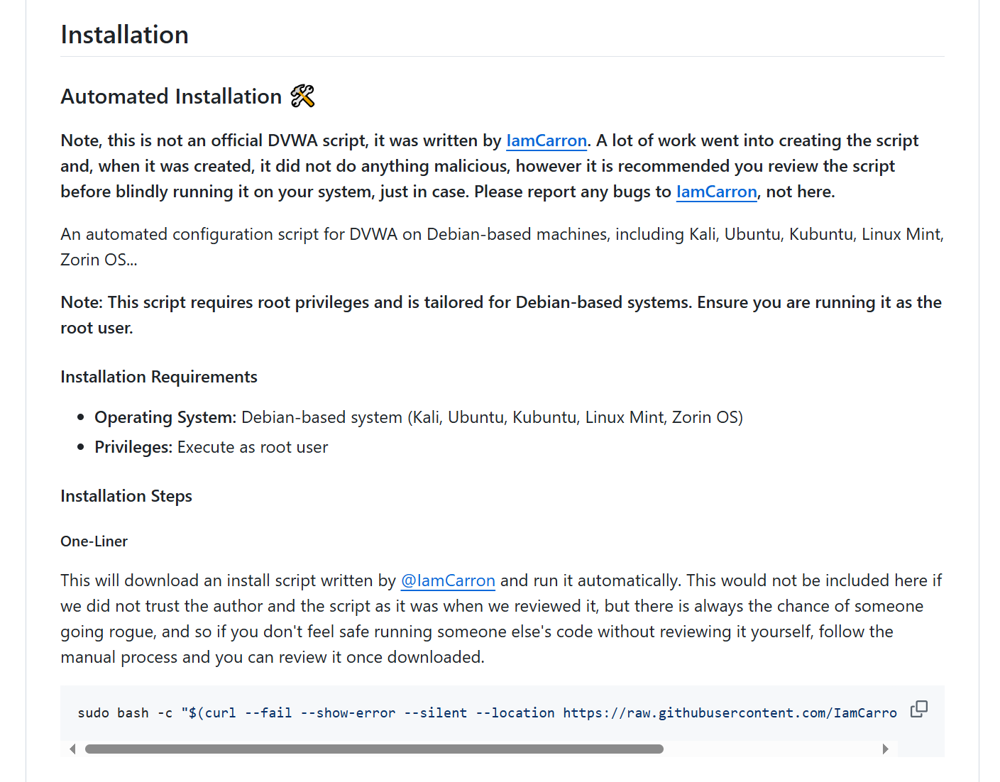 Installation
Automated Installation 🛠
Note, this is not an official DVWA script, it was written by IamCarron. A lot of work went into creating the script
and, when it was created, it did not do anything malicious, however it is recommended you review the script
before blindly running it on your system, just in case. Please report any bugs to IamCarron, not here.
An automated configuration script for DVWA on Debian-based machines, including Kali, Ubuntu, Kubuntu, Linux Mint,
Zorin OS...
Note: This script requires root privileges and is tailored for Debian-based systems. Ensure you are running it as the
root user.
Installation Requirements
• Operating System: Debian-based system (Kali, Ubuntu, Kubuntu, Linux Mint, Zorin OS)
• Privileges: Execute as root user
Installation Steps
One-Liner
This will download an install script written by @IamCarron and run it automatically. This would not be included here if
we did not trust the author and the script as it was when we reviewed it, but there is always the chance of someone
going rogue, and so if you don't feel safe running someone else's code without reviewing it yourself, follow the
manual process and you can review it once downloaded.
sudo bash -c "$(curl --fail --show-error --silent --location https://raw.githubusercontent.com/IamCarro